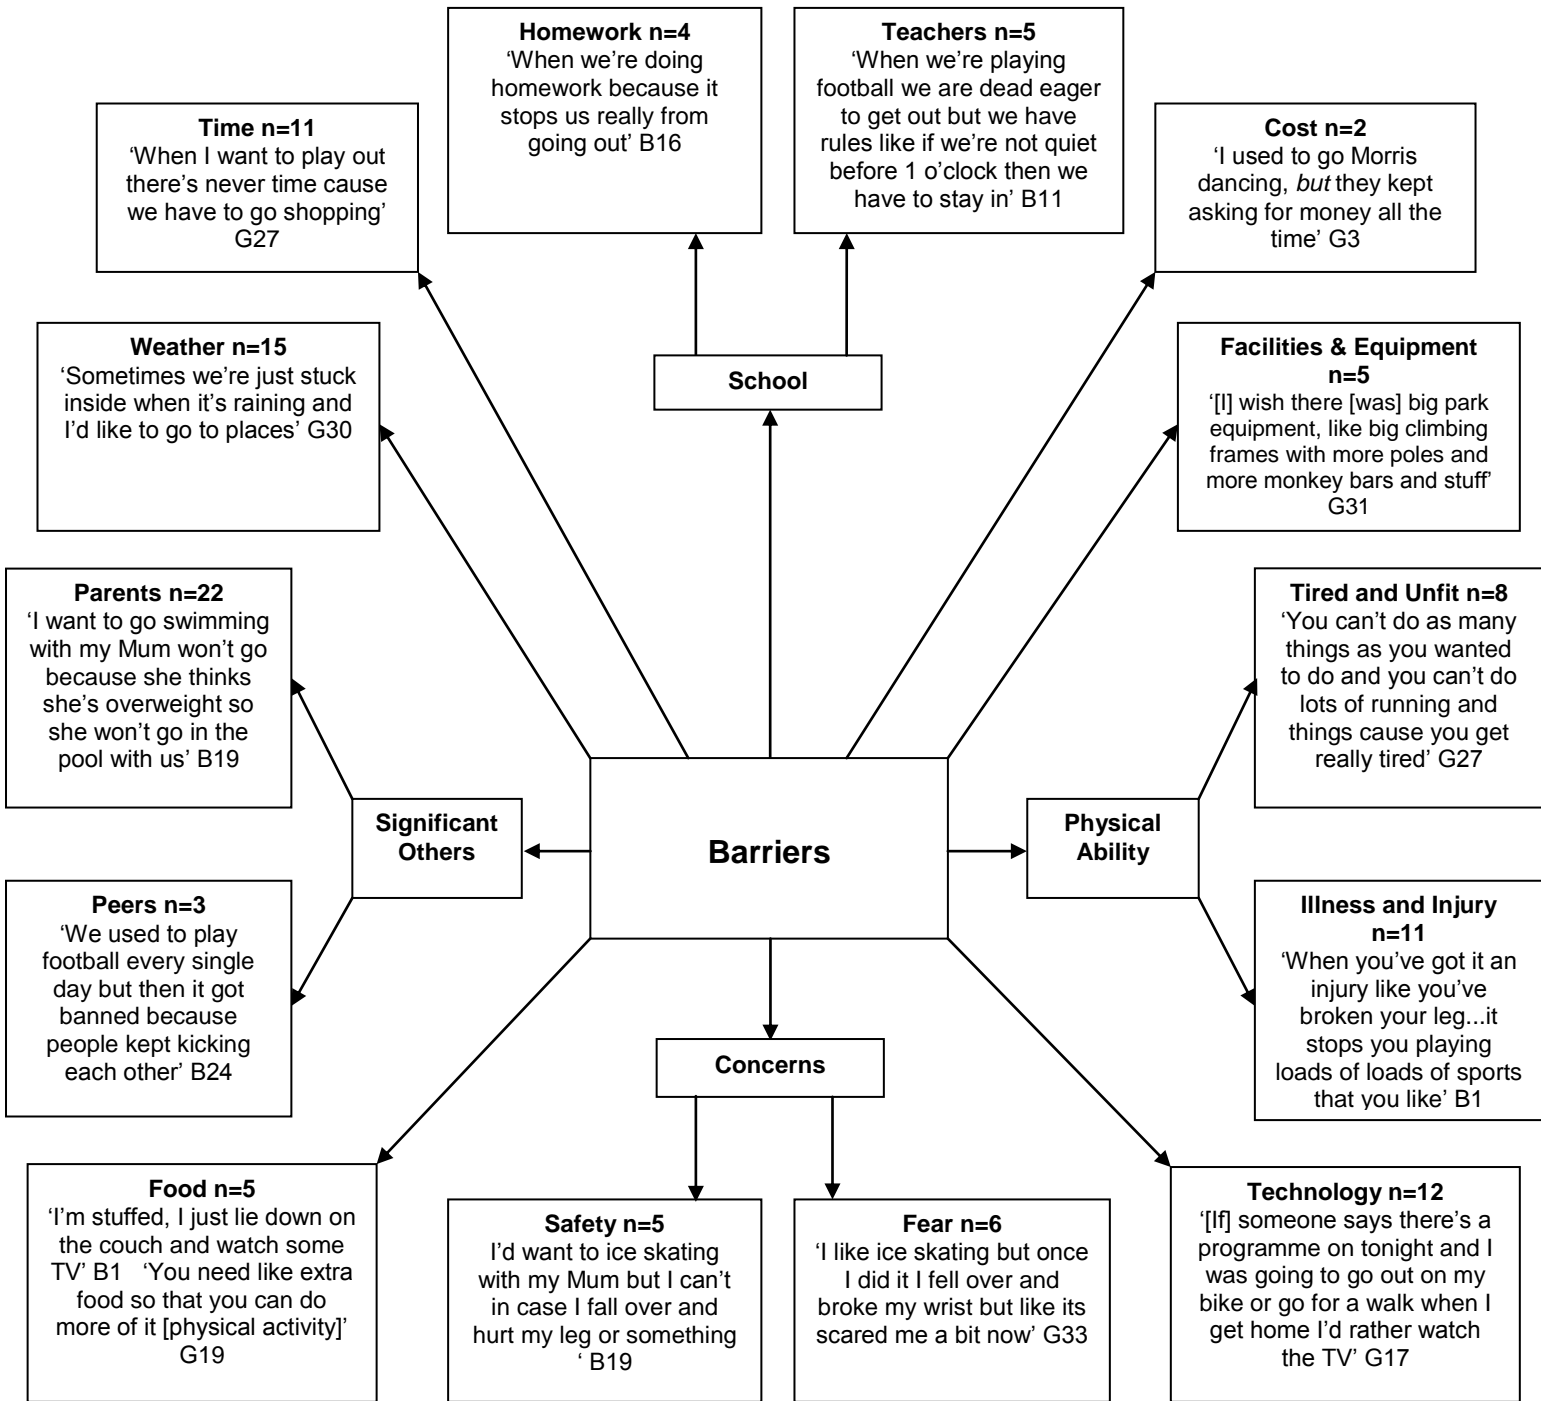 Homework n=4
‘When we’re doing
homework because it
stops us really from
going out’ B16
Teachers n=5
‘When we’re playing
football we are dead eager
to get out but we have
rules like if we’re not quiet
before 1 o’clock then we
have to stay in’ B11
Time n=11
‘When I want to play out
there’s never time cause
we have to go shopping’
G27
Cost n=2
‘I used to go Morris
dancing, but they kept
asking for money all the
time’ G3
Weather n=15
‘Sometimes we’re just stuck
inside when it’s raining and
I’d like to go to places’ G30
School
Facilities & Equipment
n=5
‘[I] wish there [was] big park
equipment, like big climbing
frames with more poles and
more monkey bars and stuff’
G31
Parents n=22
‘I want to go swimming
with my Mum won’t go
because she thinks
she’s overweight so
she won’t go in the
pool with us’ B19
Tired and Unfit n=8
‘You can’t do as many
things as you wanted
to do and you can’t do
lots of running and
things cause you get
really tired’ G27
Significant
Others
Barriers
Physical
Ability
Peers n=3
‘We used to play
football every single
day but then it got
banned because
people kept kicking
each other’ B24
Illness and Injury
n=11
‘When you’ve got it an
injury like you’ve
broken your leg...it
stops you playing
loads of loads of sports
that you like’ B1
Concerns
Food n=5
‘I’m stuffed, I just lie down on
the couch and watch some
TV’ B1 ‘You need like extra
food so that you can do
more of it [physical activity]’
G19
Safety n=5
I’d want to ice skating
with my Mum but I can’t
in case I fall over and
hurt my leg or something
‘ B19
Fear n=6
‘I like ice skating but once
I did it I fell over and
broke my wrist but like its
scared me a bit now’ G33
Technology n=12
‘[If] someone says there’s a
programme on tonight and I
was going to go out on my
bike or go for a walk when I
get home I’d rather watch
the TV’ G17